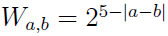 W_{a,b} = 2^{5-|a-b|}